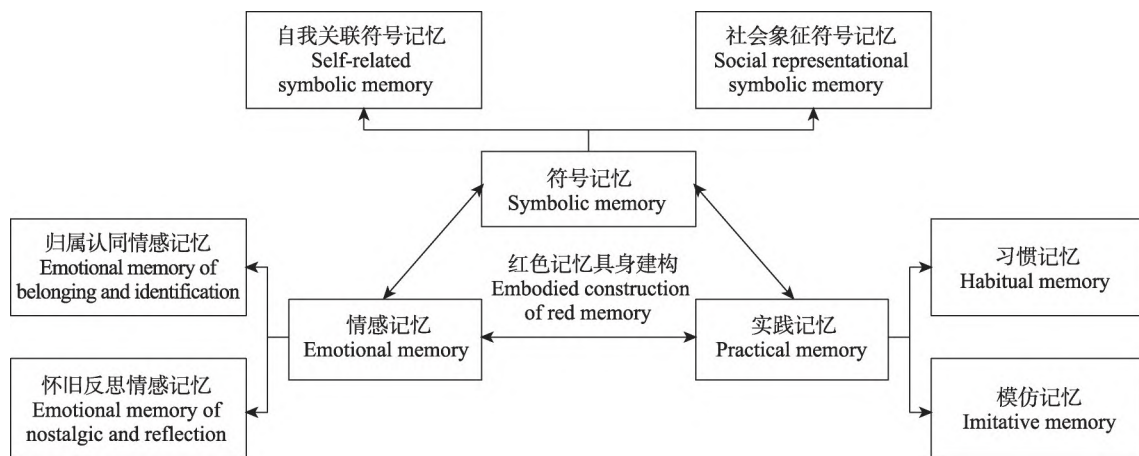 自我关联符号记忆
Self-related
symbolic memory
社会象征符号记忆
Social representational
symbolic memory
符号记忆
Symbolic memory
归属认同情感记忆
Emotional memory of
belonging and identification
红色记忆具身建构
Embodied construction
of red memory
习惯记忆
Habitual memory
情感记忆
Emotional memory
实践记忆
Practical memory
怀旧反思情感记忆
Emotional memory of
nostalgic and reflection
模仿记忆
Imitative memory